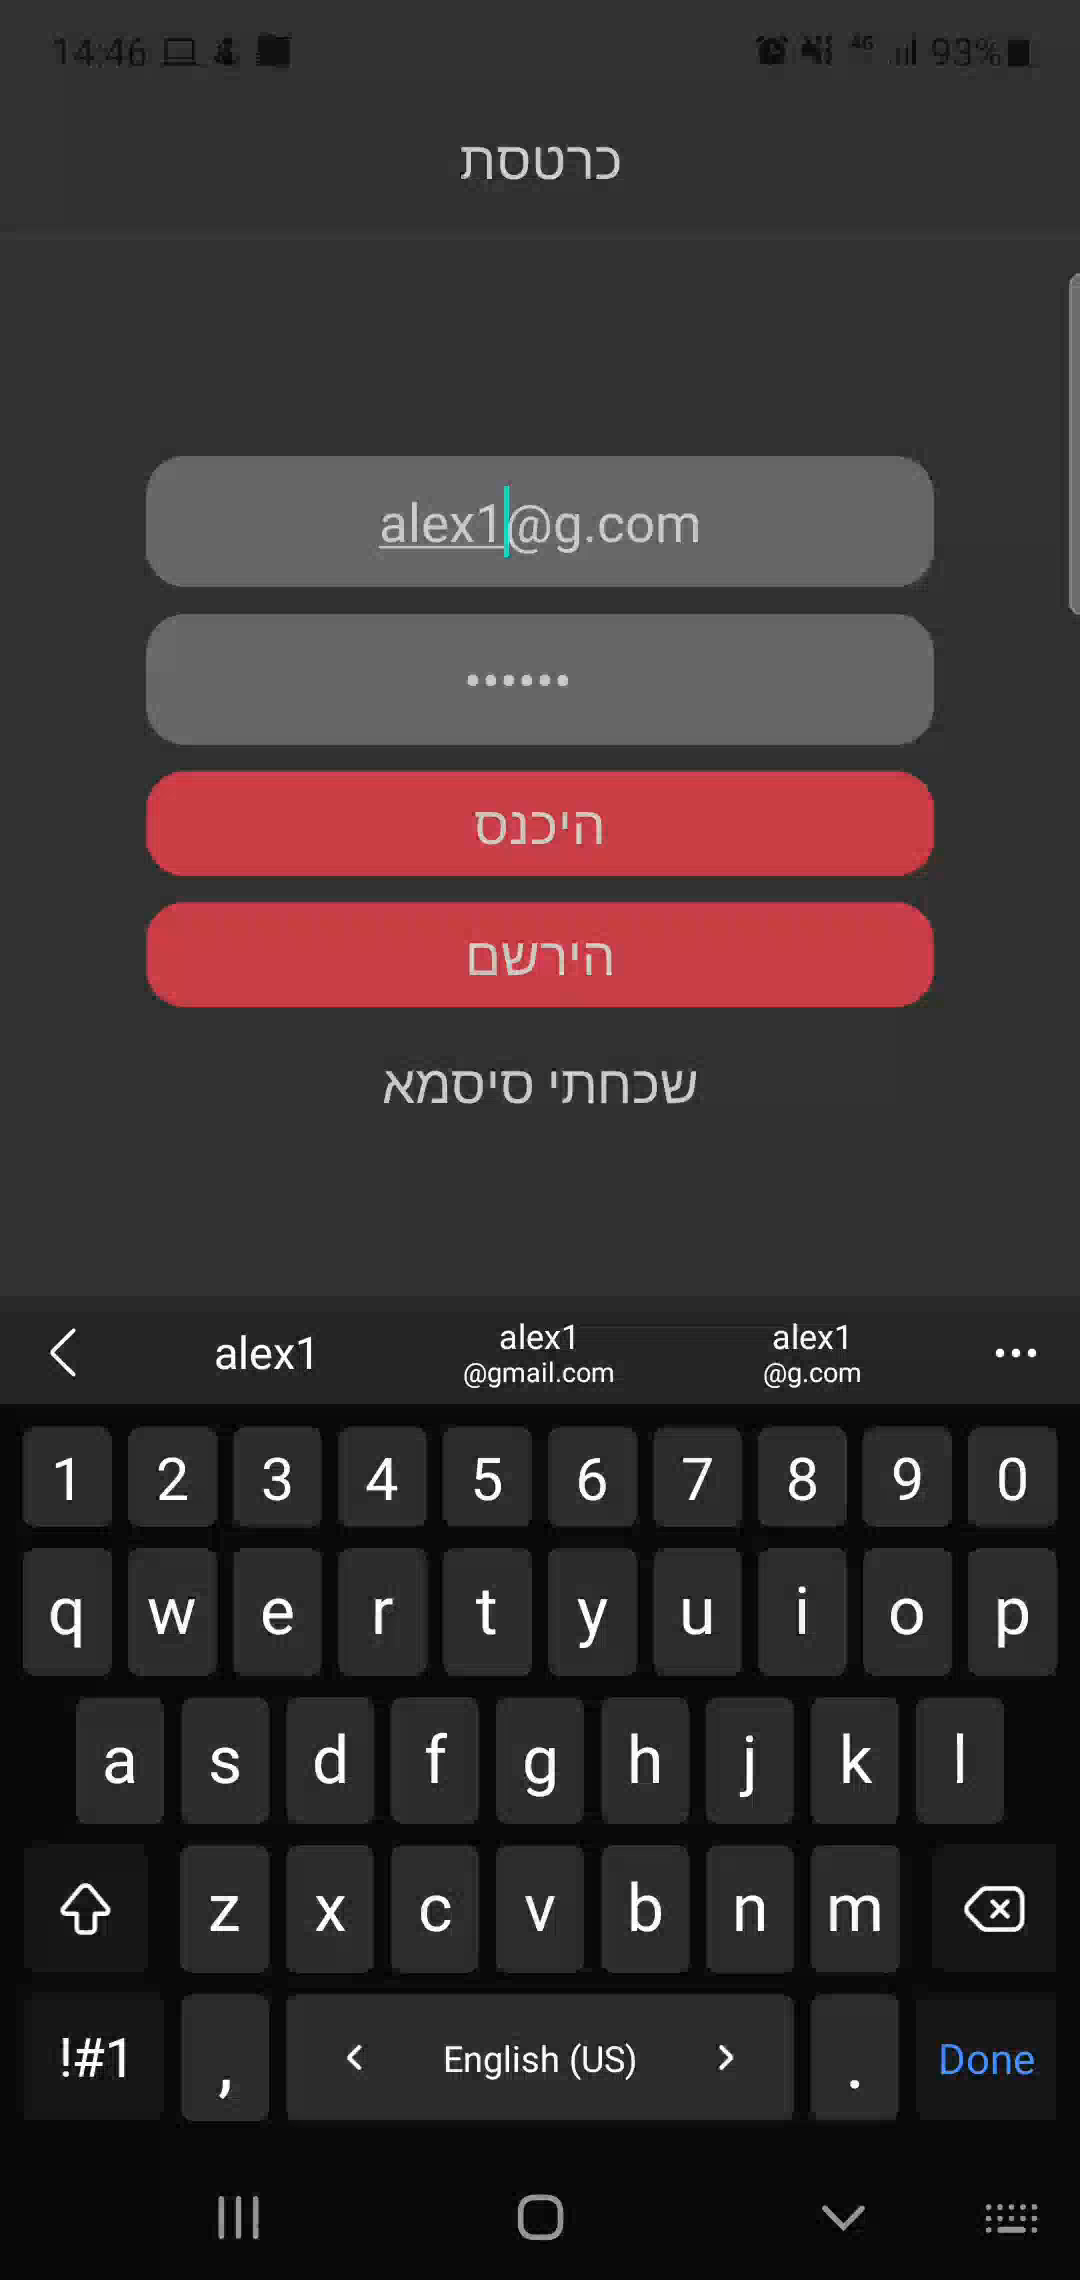 14:46 4G 93%
כרטסת
alex1@g.com
••••••
היכנס
הירשם
שכחתי סיסמא
alex1 alex1 @gmail.com alex1 @g.com •••
1 2 3 4 5 6 7 8 9 0
q w e r t y u i o p
a s d f g h j k l
z x c v b n m
!#1 , < English (US) > . Done